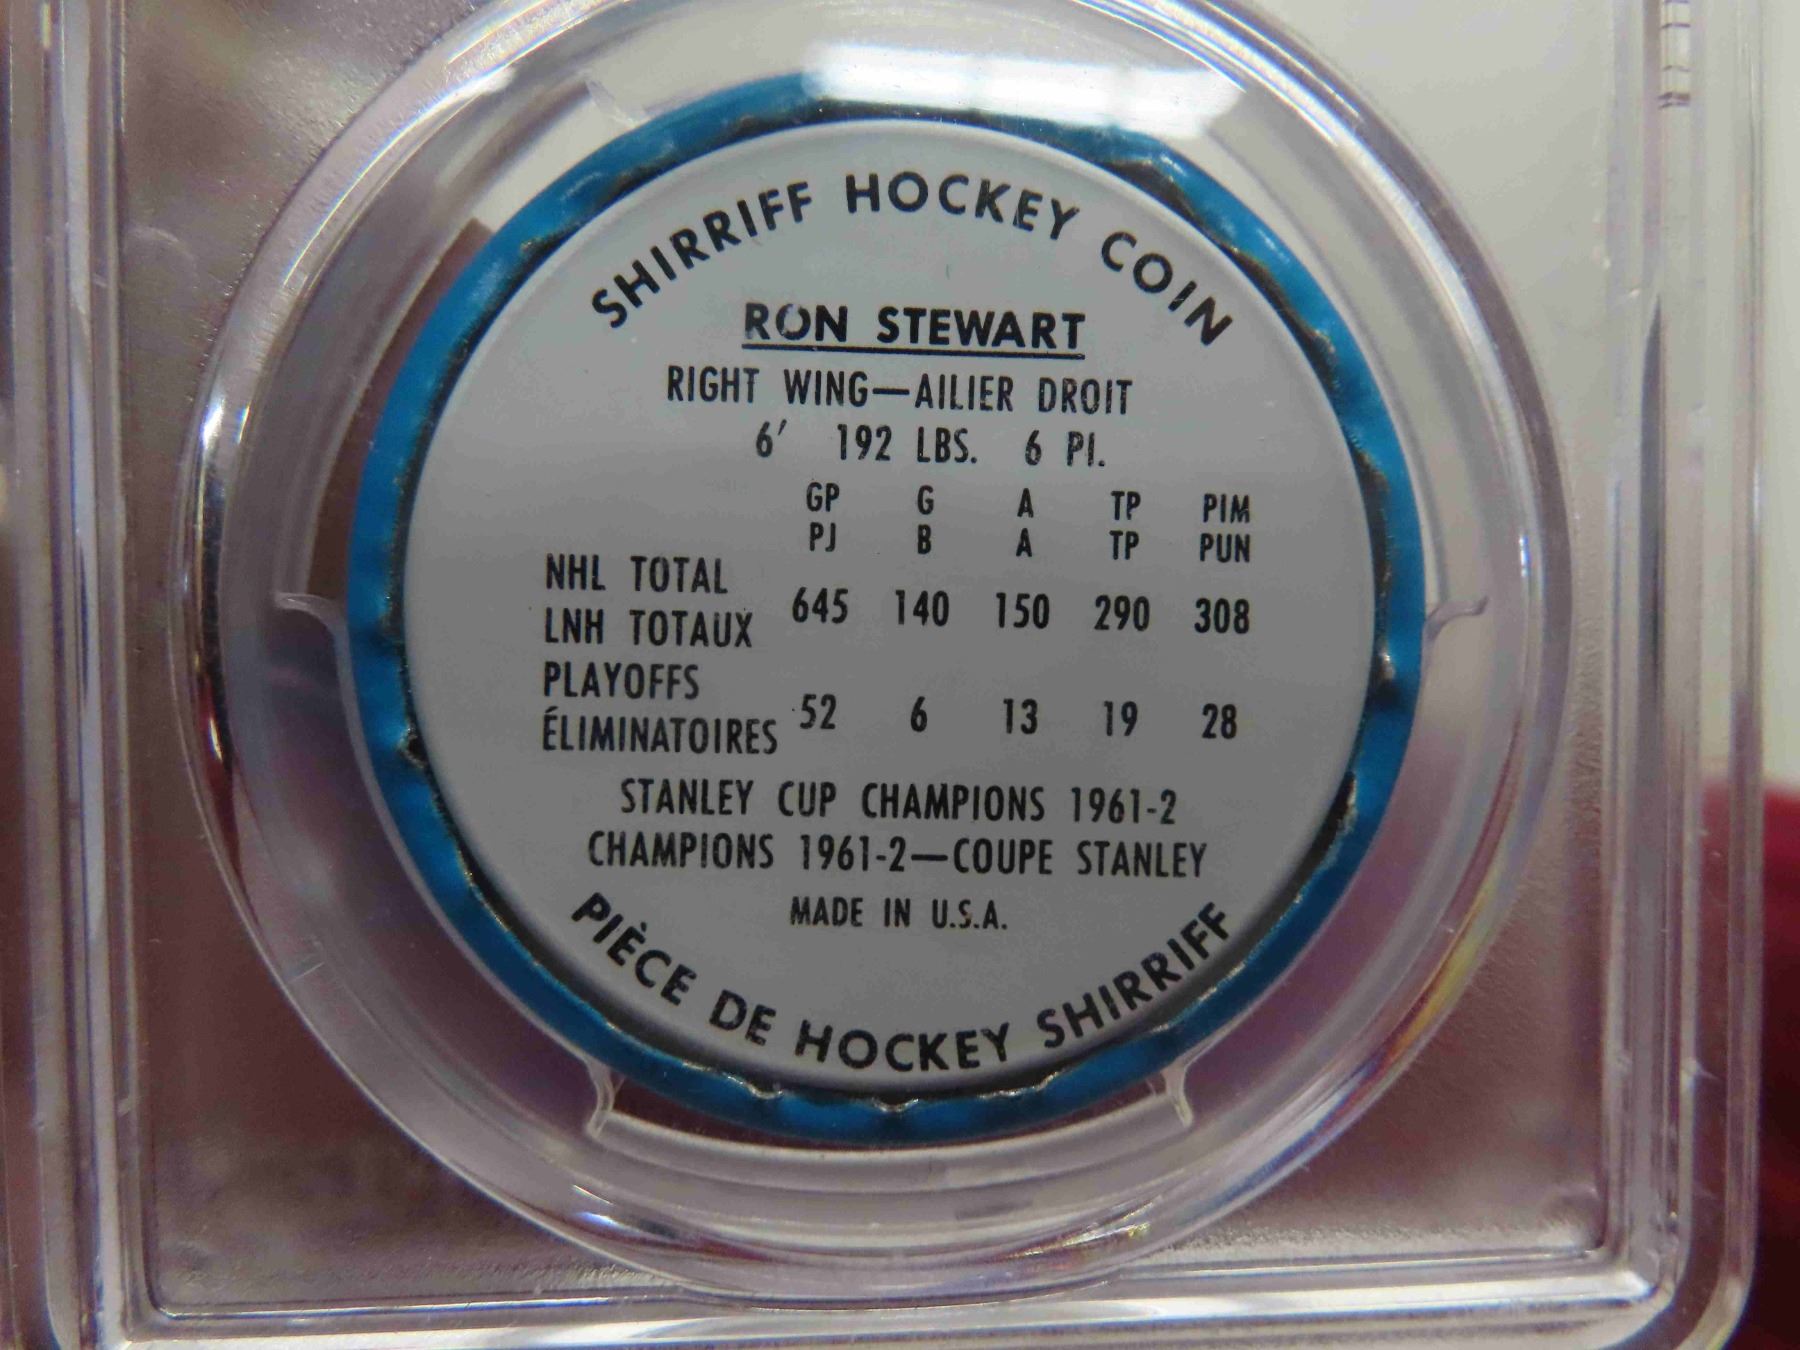 SHIRRIFF HOCKEY COIN
RON STEWART
RIGHT WING—AILIER DROIT
6' 192 LBS. 6 PI.
GP G A TP PIM
PJ B A TP PUN
NHL TOTAL
LNH TOTAUX 645 140 150 290 308
PLAYOFFS
ÉLIMINATOIRES 52 6 13 19 28
STANLEY CUP CHAMPIONS 1961-2
CHAMPIONS 1961-2—COUPE STANLEY
MADE IN U.S.A.
PIÈCE DE HOCKEY SHIRRIFF